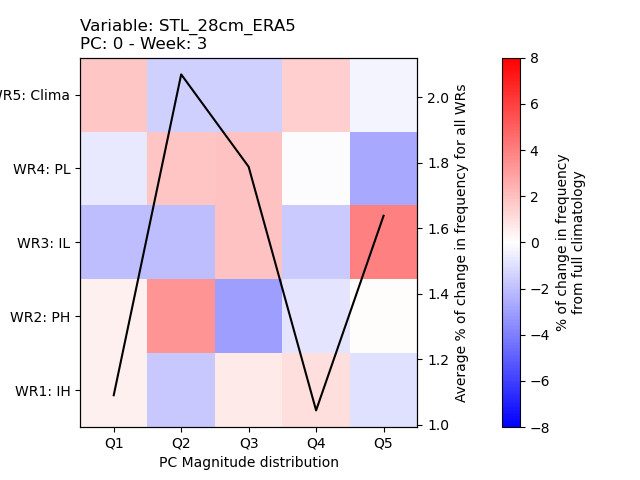 Variable: STL_28cm_ERA5
PC: 0 - Week: 3
WR5: Clima
WR4: PL
WR3: IL
WR2: PH
WR1: IH
Q1 Q2 Q3 Q4 Q5
PC Magnitude distribution
2.0
1.8
1.6
1.4
1.2
1.0
Average % of change in frequency for all WRs
8
6
4
2
0
−2
−4
−6
−8
% of change in frequency
from full climatology